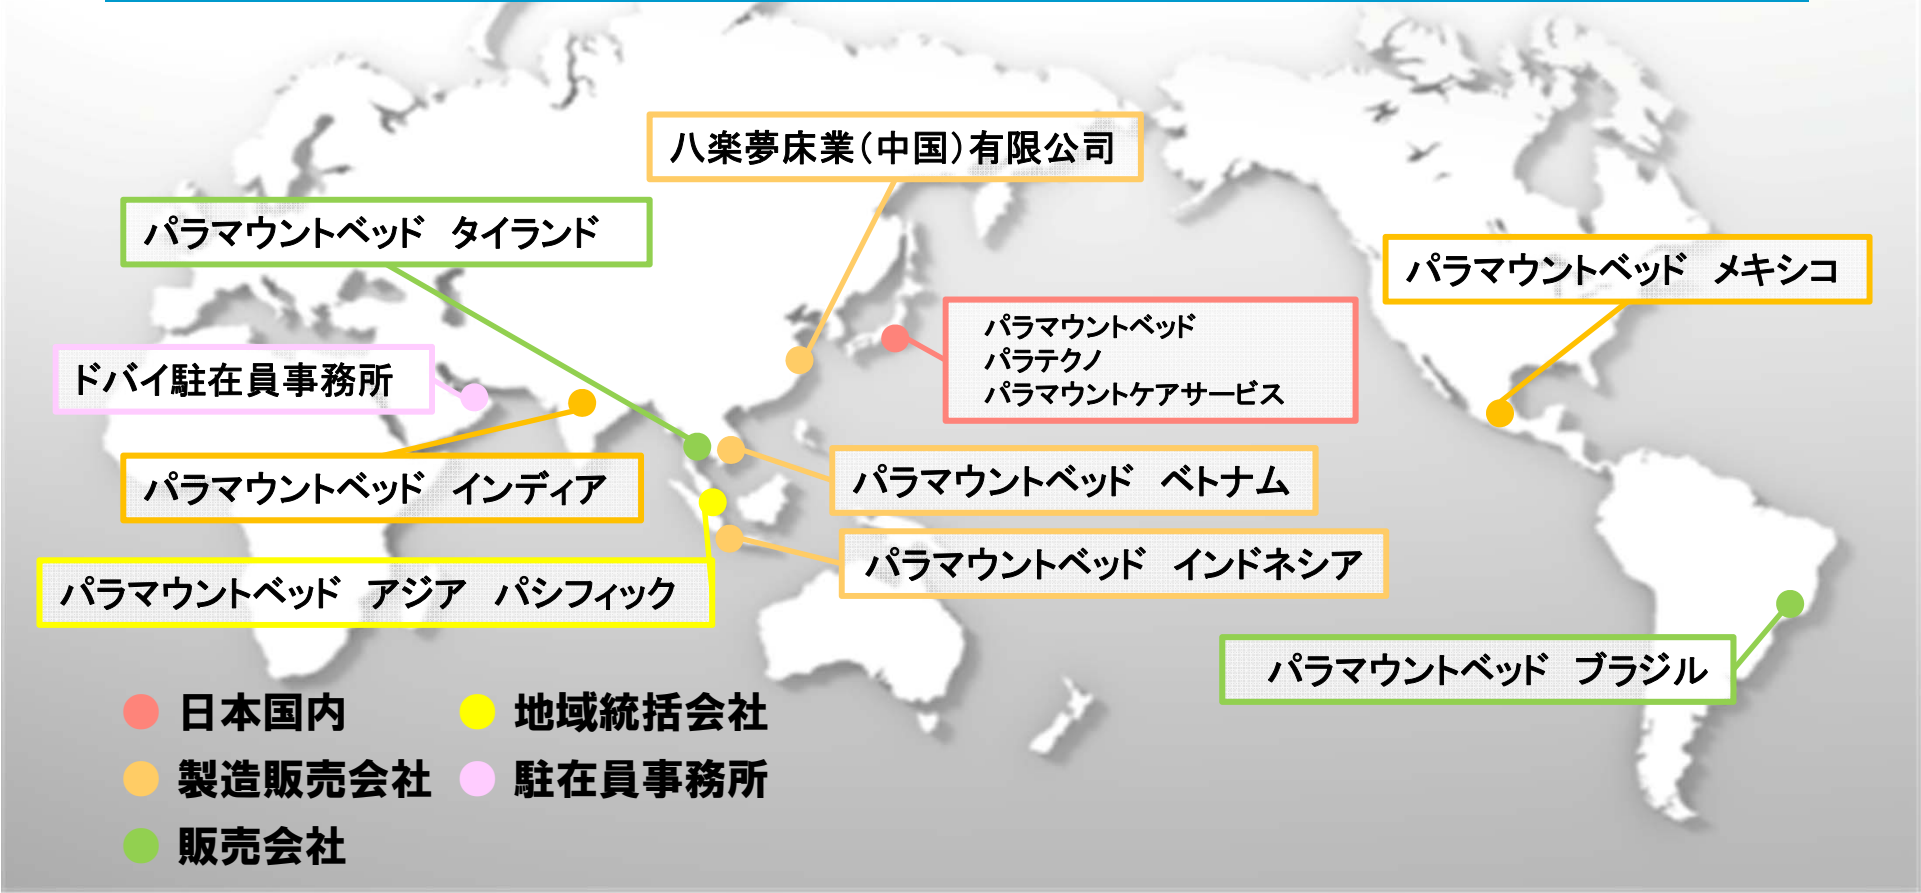 八楽夢床業（中国）有限公司
パラマウントベッド　タイランド
パラマウントベッド　メキシコ
パラマウントベッド
パラテクノ
パラマウントケアサービス
ドバイ駐在員事務所
パラマウントベッド　インディア
パラマウントベッド　ベトナム
パラマウントベッド　インドネシア
パラマウントベッド　アジア　パシフィック
パラマウントベッド　ブラジル
日本国内
地域統括会社
製造販売会社
駐在員事務所
販売会社